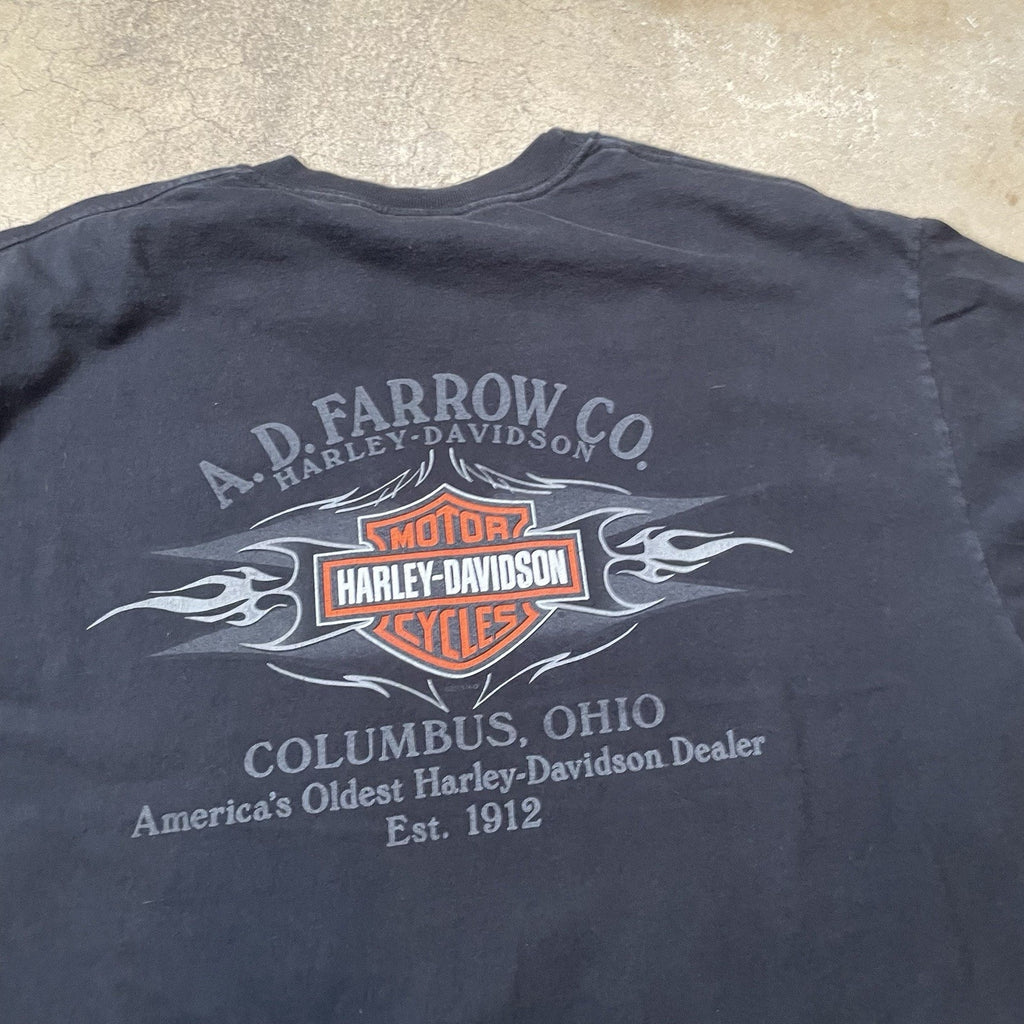 A. D. FARROW CO.
HARLEY-DAVIDSON
MOTOR
HARLEY-DAVIDSON
CYCLES
COLUMBUS, OHIO
America's Oldest Harley-Davidson Dealer
Est. 1912